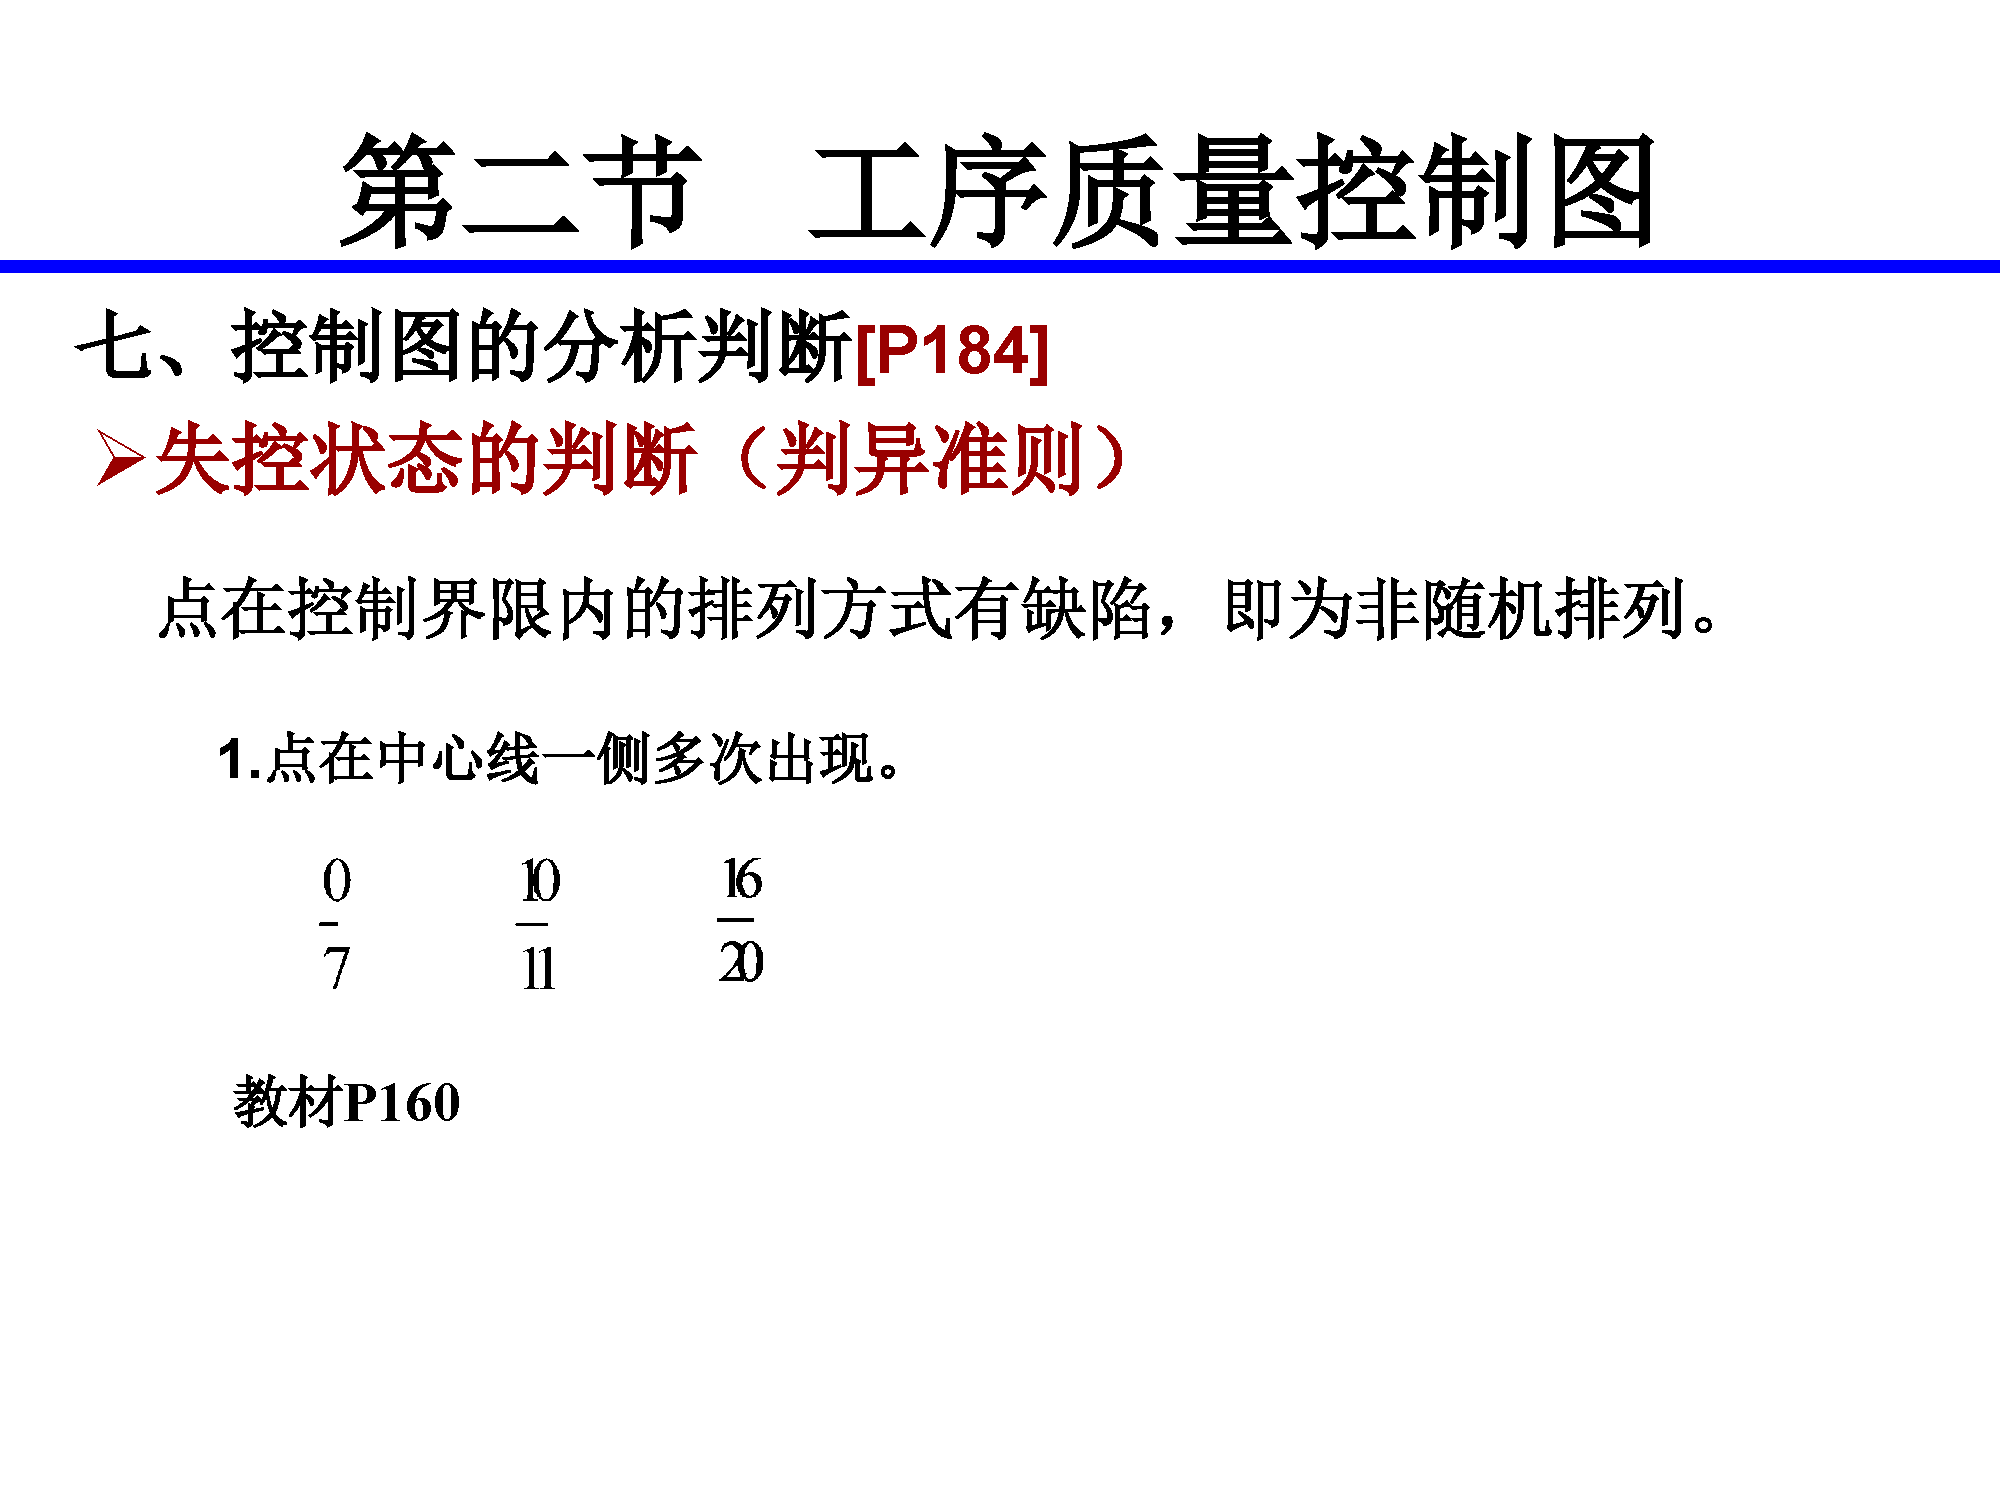 第二节 工序质量控制图
七、控制图的分析判断[P184]
➢失控状态的判断（判异准则）
点在控制界限内的排列方式有缺陷，即为非随机排列。
1.点在中心线一侧多次出现。
0 10 16
7 11 20
教材P160